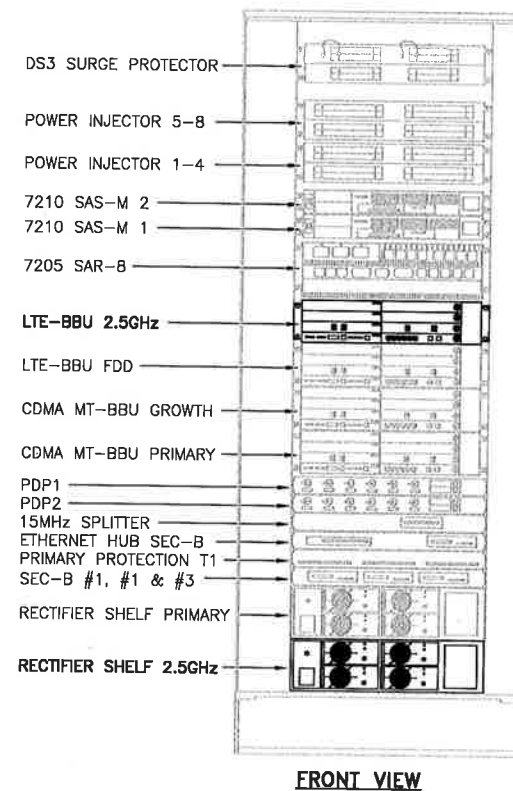 DS3 SURGE PROTECTOR
POWER INJECTOR 5-8
POWER INJECTOR 1-4
7210 SAS-M 2
7210 SAS-M 1
7205 SAR-8
LTE-BBU 2.5GHz
LTE-BBU FDD
CDMA MT-BBU GROWTH
CDMA MT-BBU PRIMARY
PDP1
PDP2
15MHz SPLITTER
ETHERNET HUB SEC-B
PRIMARY PROTECTION T1
SEC-B #1, #1 & #3
RECTIFIER SHELF PRIMARY
RECTIFIER SHELF 2.5GHz
FRONT VIEW